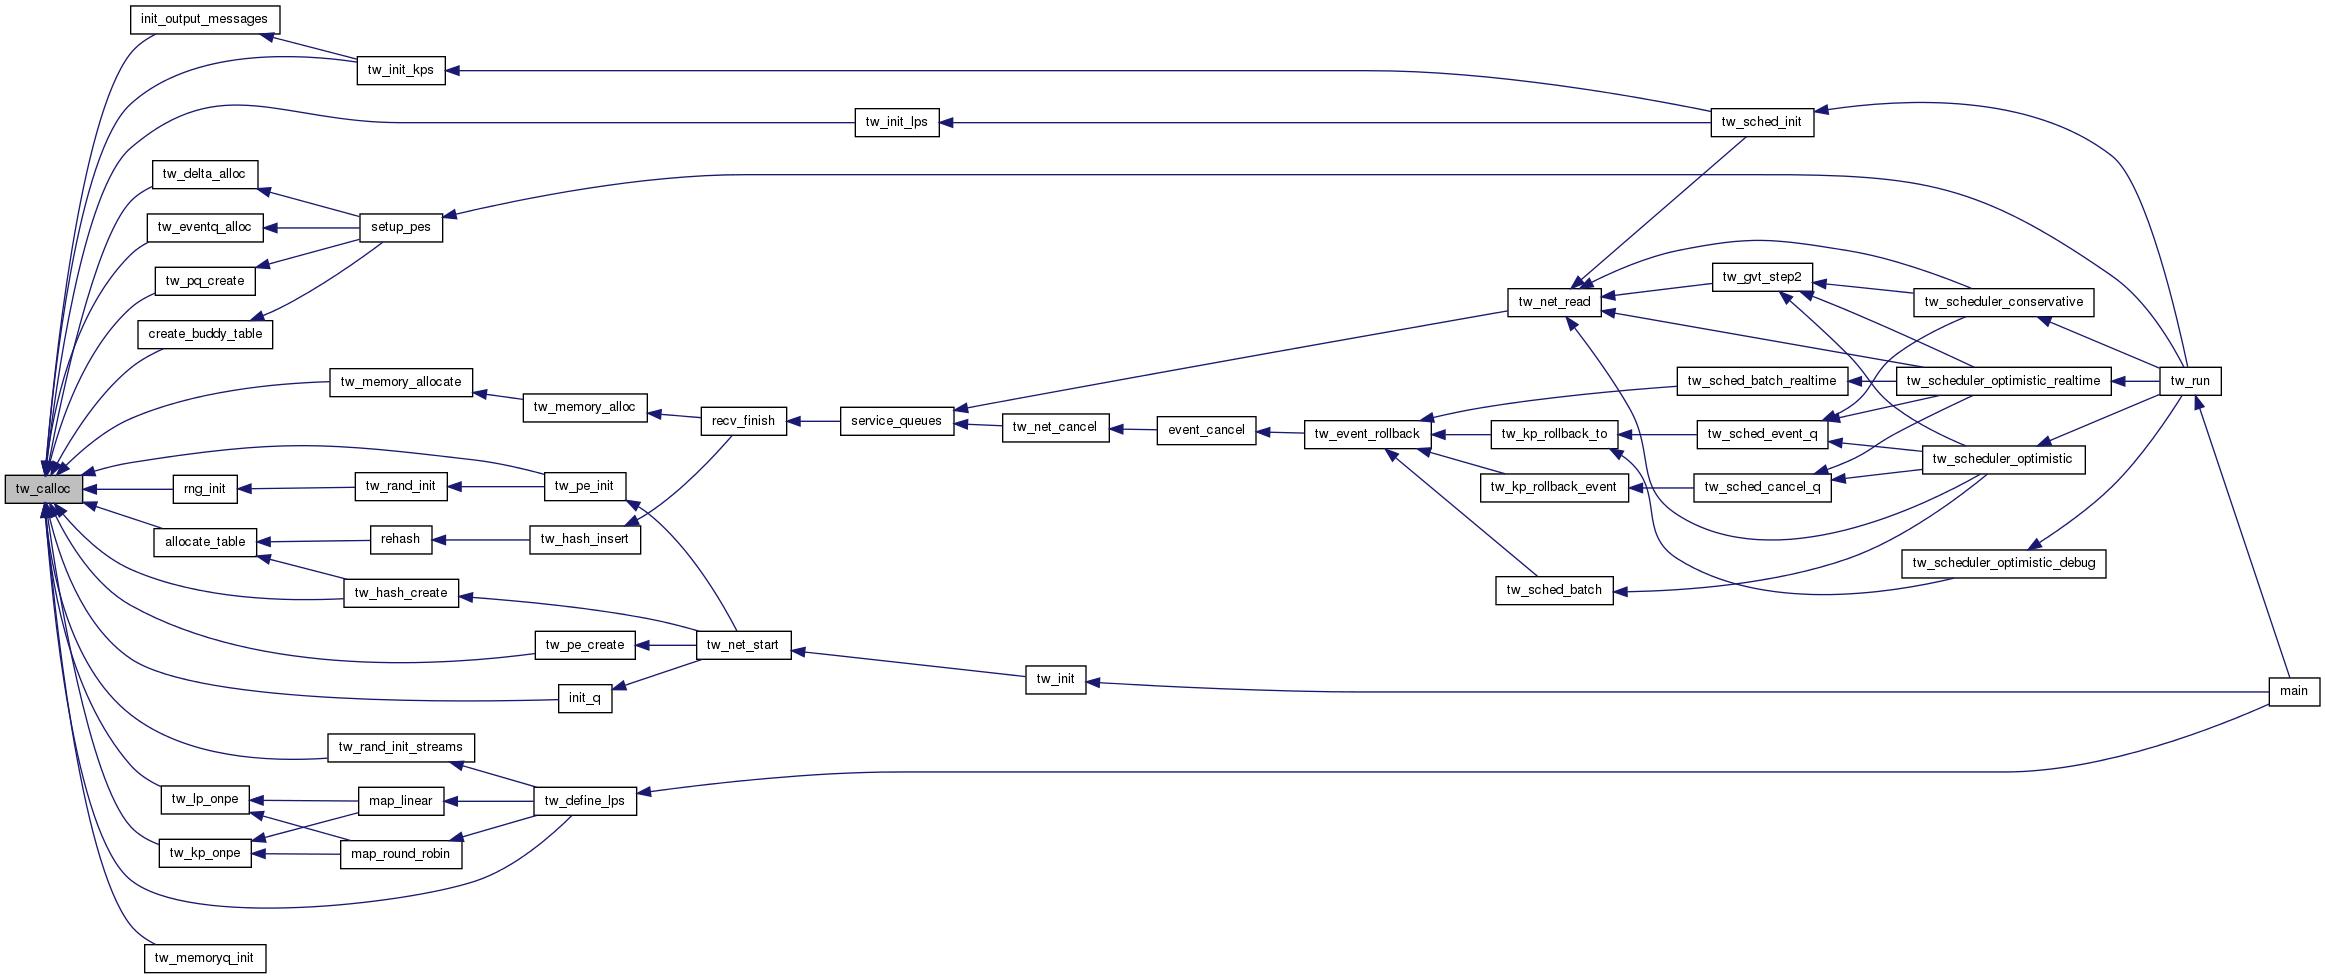 init_output_messages
tw_init_kps
tw_init_lps
tw_sched_init
tw_delta_alloc
tw_eventq_alloc
setup_pes
tw_pq_create
create_buddy_table
tw_net_read
tw_gvt_step2
tw_scheduler_conservative
tw_memory_allocate
tw_memory_alloc
recv_finish
service_queues
tw_net_cancel
event_cancel
tw_event_rollback
tw_sched_batch_realtime
tw_scheduler_optimistic_realtime
tw_run
tw_kp_rollback_to
tw_sched_event_q
tw_scheduler_optimistic
tw_calloc
rng_init
tw_rand_init
tw_pe_init
tw_kp_rollback_event
tw_sched_cancel_q
allocate_table
rehash
tw_hash_insert
tw_scheduler_optimistic_debug
tw_hash_create
tw_sched_batch
tw_pe_create
tw_net_start
tw_init
init_q
main
tw_rand_init_streams
tw_lp_onpe
map_linear
tw_define_lps
tw_kp_onpe
map_round_robin
tw_memoryq_init